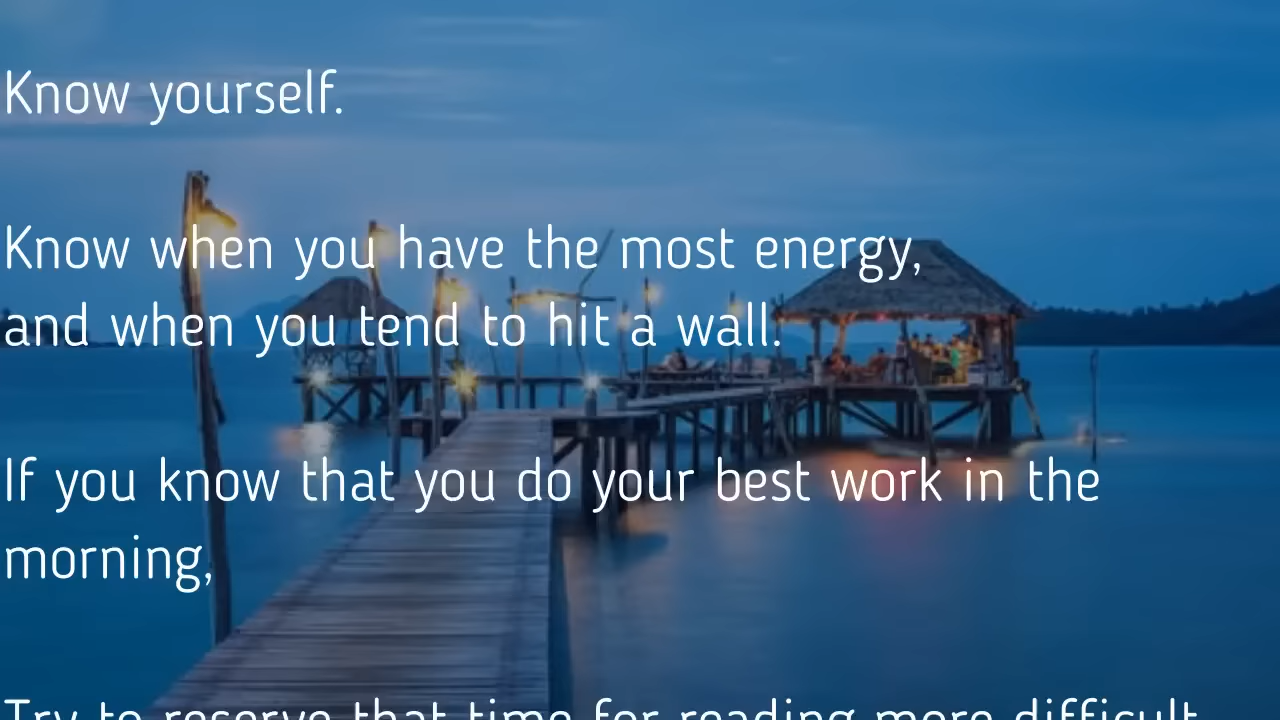 Know yourself.
Know when you have the most energy,
and when you tend to hit a wall.
If you know that you do your best work in the
morning,
Try to reserve that time for reading more difficult